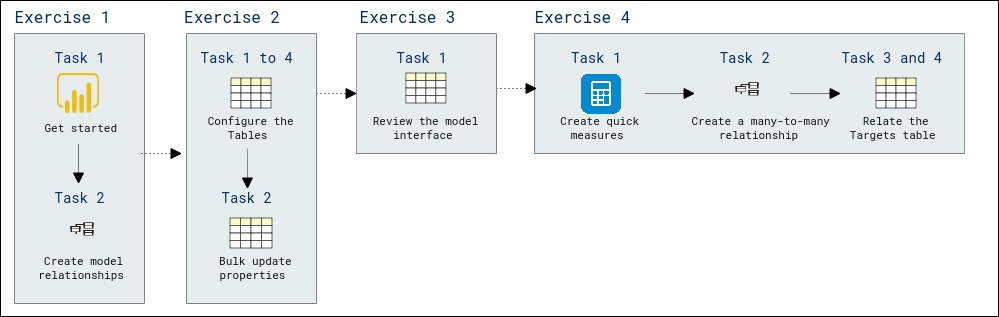 Exercise 1
Task 1
Get started
Task 2
Create model
relationships
Exercise 2
Task 1 to 4
Configure the
Tables
Task 2
Bulk update
properties
Exercise 3
Task 1
Review the model
interface
Exercise 4
Task 1
Create quick
measures
Task 2
Create a many-to-many
relationship
Task 3 and 4
Relate the
Targets table